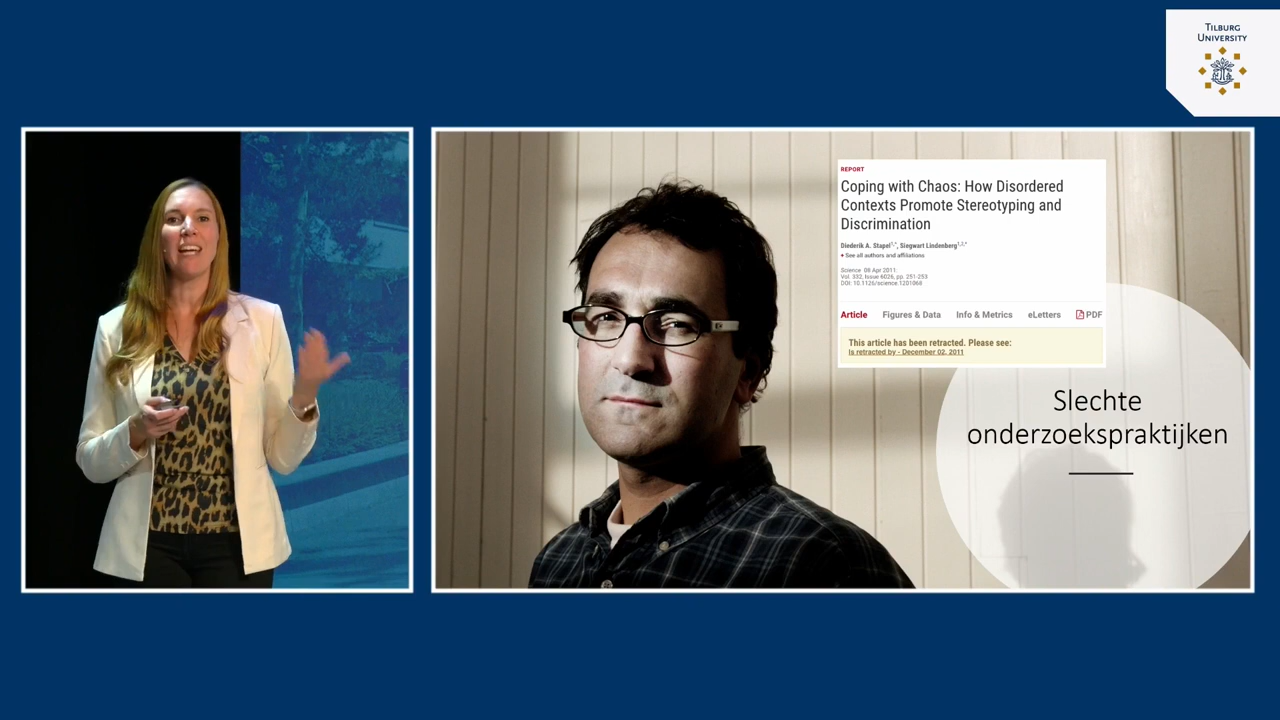 TILBURG
UNIVERSITY
REPORT
Coping with Chaos: How Disordered
Contexts Promote Stereotyping and
Discrimination
Diederik A. Stapel1,*, Siegwart Lindenberg1,2,*
+ See all authors and affiliations
Science 08 Apr 2011:
Vol. 332, Issue 6026, pp. 251-253
DOI: 10.1126/science.1201068
Article Figures & Data Info & Metrics eLetters PDF
This article has been retracted. Please see:
Is retracted by - December 02, 2011
Slechte
onderzoekspraktijken